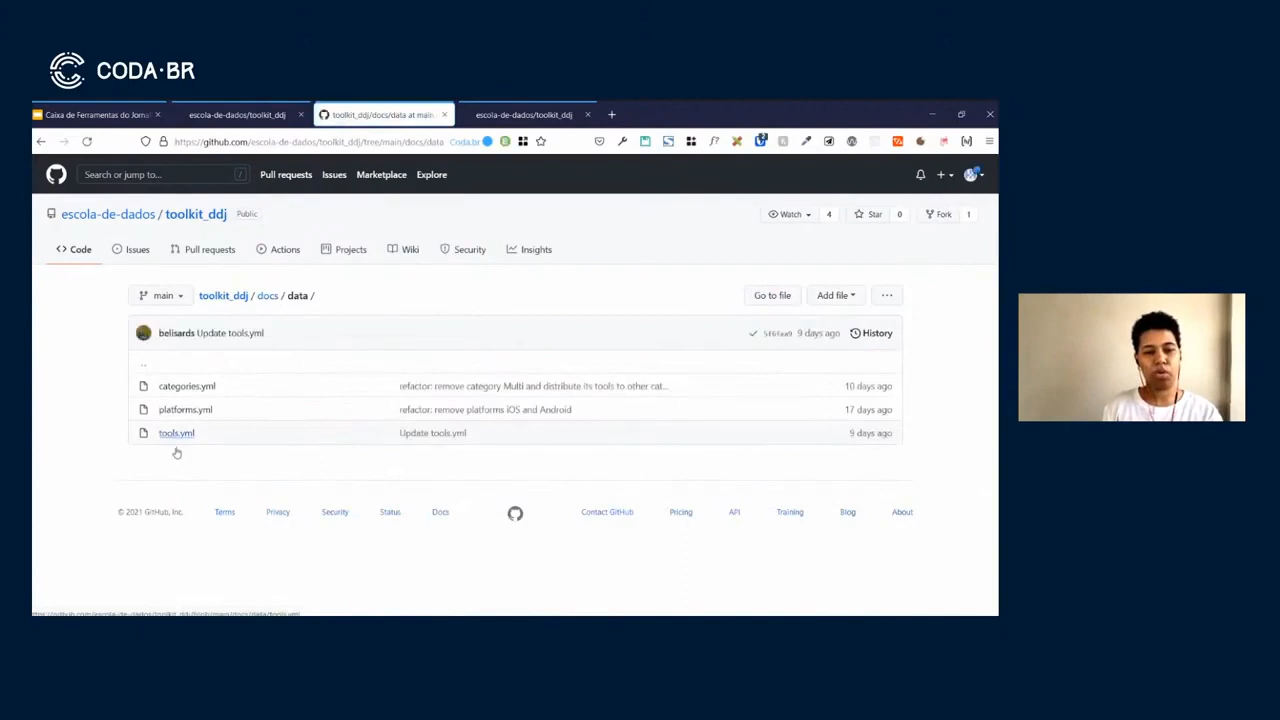 CODA·BR
Caixa de Ferramentas do Jornal
escola-de-dados/toolkit_ddj
toolkit_ddj/docs/data at main
escola-de-dados/toolkit_ddj
https://github.com/escola-de-dados/toolkit_ddj/tree/main/docs/data
Coda.br
Search or jump to...
/
Pull requests
Issues
Marketplace
Explore
escola-de-dados / toolkit_ddj
Public
Watch
4
Star
0
Fork
1
Code
Issues
Pull requests
Actions
Projects
Wiki
Security
Insights
main
toolkit_ddj / docs / data /
Go to file
Add file
...
belisards Update tools.yml
5f6faa9 9 days ago
History
..
categories.yml
refactor: remove category Multi and distribute its tools to other cat...
10 days ago
platforms.yml
refactor: remove platforms iOS and Android
17 days ago
tools.yml
Update tools.yml
9 days ago
© 2021 GitHub, Inc.
Terms
Privacy
Security
Status
Docs
Contact GitHub
Pricing
API
Training
Blog
About